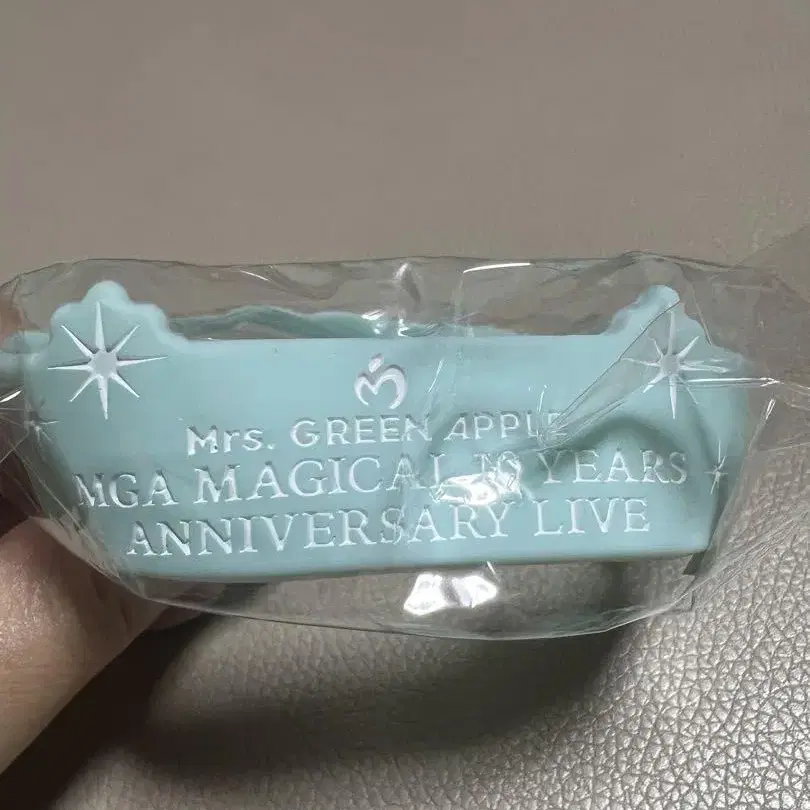 Mrs. GREEN APPLE
MGA MAGICAL 10 YEARS
ANNIVERSARY LIVE